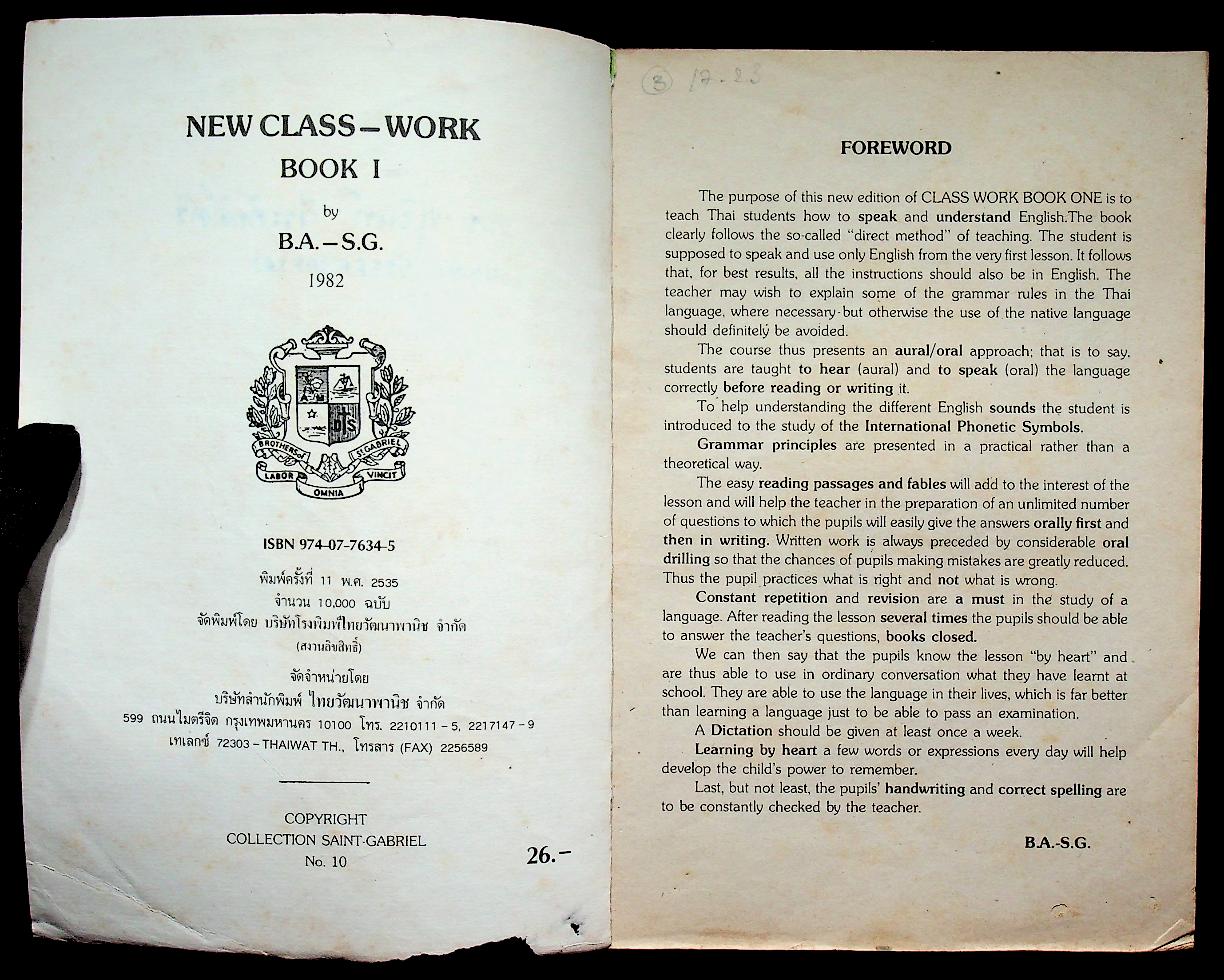 NEW CLASS – WORK
BOOK I
by
B.A. – S.G.
1982
DTS
BROTHERS of ST GABRIEL
LABOR OMNIA VINCIT
ISBN 974-07-7634-5
พิมพ์ครั้งที่ 11 พ.ศ. 2535
จำนวน 10,000 ฉบับ
จัดพิมพ์โดย บริษัทโรงพิมพ์ไทยวัฒนาพานิช จำกัด
(สงวนลิขสิทธิ์)
จัดจำหน่ายโดย
บริษัทสำนักพิมพ์ ไทยวัฒนาพานิช จำกัด
599 ถนนไมตรีจิต กรุงเทพมหานคร 10100 โทร. 2210111 – 5, 2217147 – 9
เทเลกซ์ 72303 – THAIWAT TH., โทรสาร (FAX) 2256589
COPYRIGHT
COLLECTION SAINT-GABRIEL
No. 10
26.–
3 17-23
FOREWORD
The purpose of this new edition of CLASS WORK BOOK ONE is to
teach Thai students how to speak and understand English.The book
clearly follows the so-called “direct method” of teaching. The student is
supposed to speak and use only English from the very first lesson. It follows
that, for best results, all the instructions should also be in English. The
teacher may wish to explain some of the grammar rules in the Thai
language, where necessary-but otherwise the use of the native language
should definitely be avoided.
The course thus presents an aural/oral approach; that is to say,
students are taught to hear (aural) and to speak (oral) the language
correctly before reading or writing it.
To help understanding the different English sounds the student is
introduced to the study of the International Phonetic Symbols.
Grammar principles are presented in a practical rather than a
theoretical way.
The easy reading passages and fables will add to the interest of the
lesson and will help the teacher in the preparation of an unlimited number
of questions to which the pupils will easily give the answers orally first and
then in writing. Written work is always preceded by considerable oral
drilling so that the chances of pupils making mistakes are greatly reduced.
Thus the pupil practices what is right and not what is wrong.
Constant repetition and revision are a must in the study of a
language. After reading the lesson several times the pupils should be able
to answer the teacher's questions, books closed.
We can then say that the pupils know the lesson “by heart” and
are thus able to use in ordinary conversation what they have learnt at
school. They are able to use the language in their lives, which is far better
than learning a language just to be able to pass an examination.
A Dictation should be given at least once a week.
Learning by heart a few words or expressions every day will help
develop the child's power to remember.
Last, but not least, the pupils' handwriting and correct spelling are
to be constantly checked by the teacher.
B.A.-S.G.